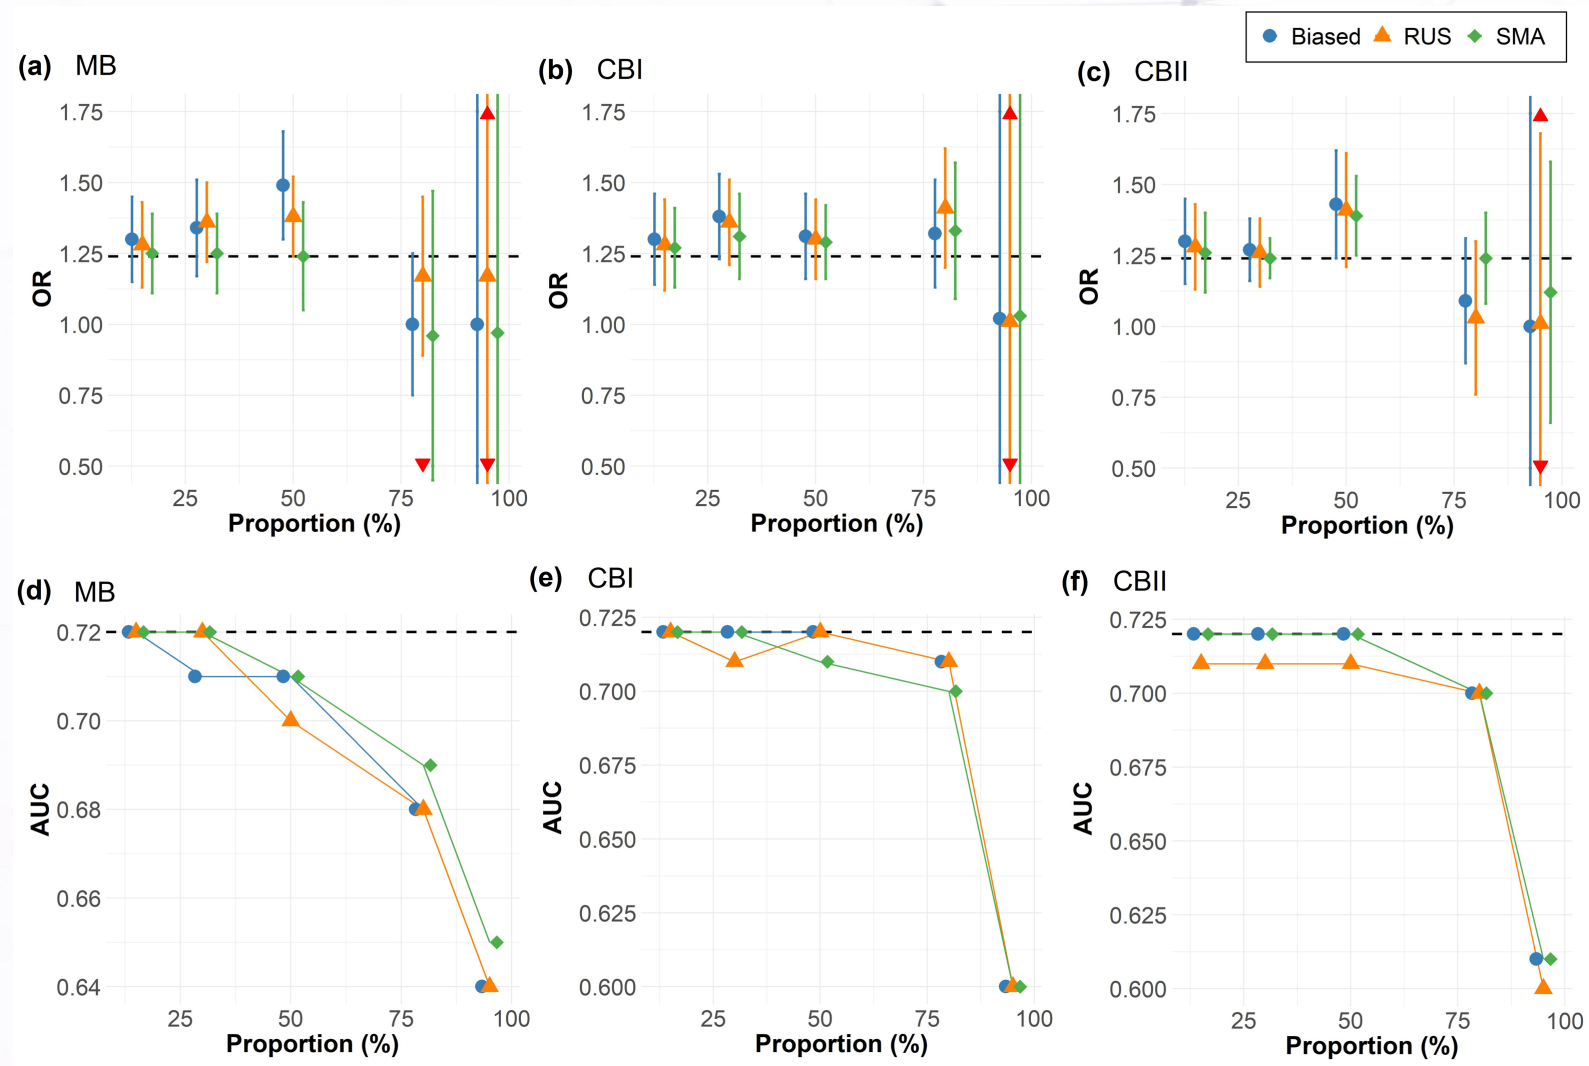 Biased RUS SMA
(a) MB
1.75
1.50
1.25
1.00
0.75
0.50
OR
25 50 75 100
Proportion (%)
(b) CBI
1.75
1.50
1.25
1.00
0.75
0.50
OR
25 50 75 100
Proportion (%)
(c) CBII
1.75
1.50
1.25
1.00
0.75
0.50
OR
25 50 75 100
Proportion (%)
(d) MB
0.72
0.70
0.68
0.66
0.64
AUC
25 50 75 100
Proportion (%)
(e) CBI
0.725
0.700
0.675
0.650
0.625
0.600
AUC
25 50 75 100
Proportion (%)
(f) CBII
0.725
0.700
0.675
0.650
0.625
0.600
AUC
25 50 75 100
Proportion (%)